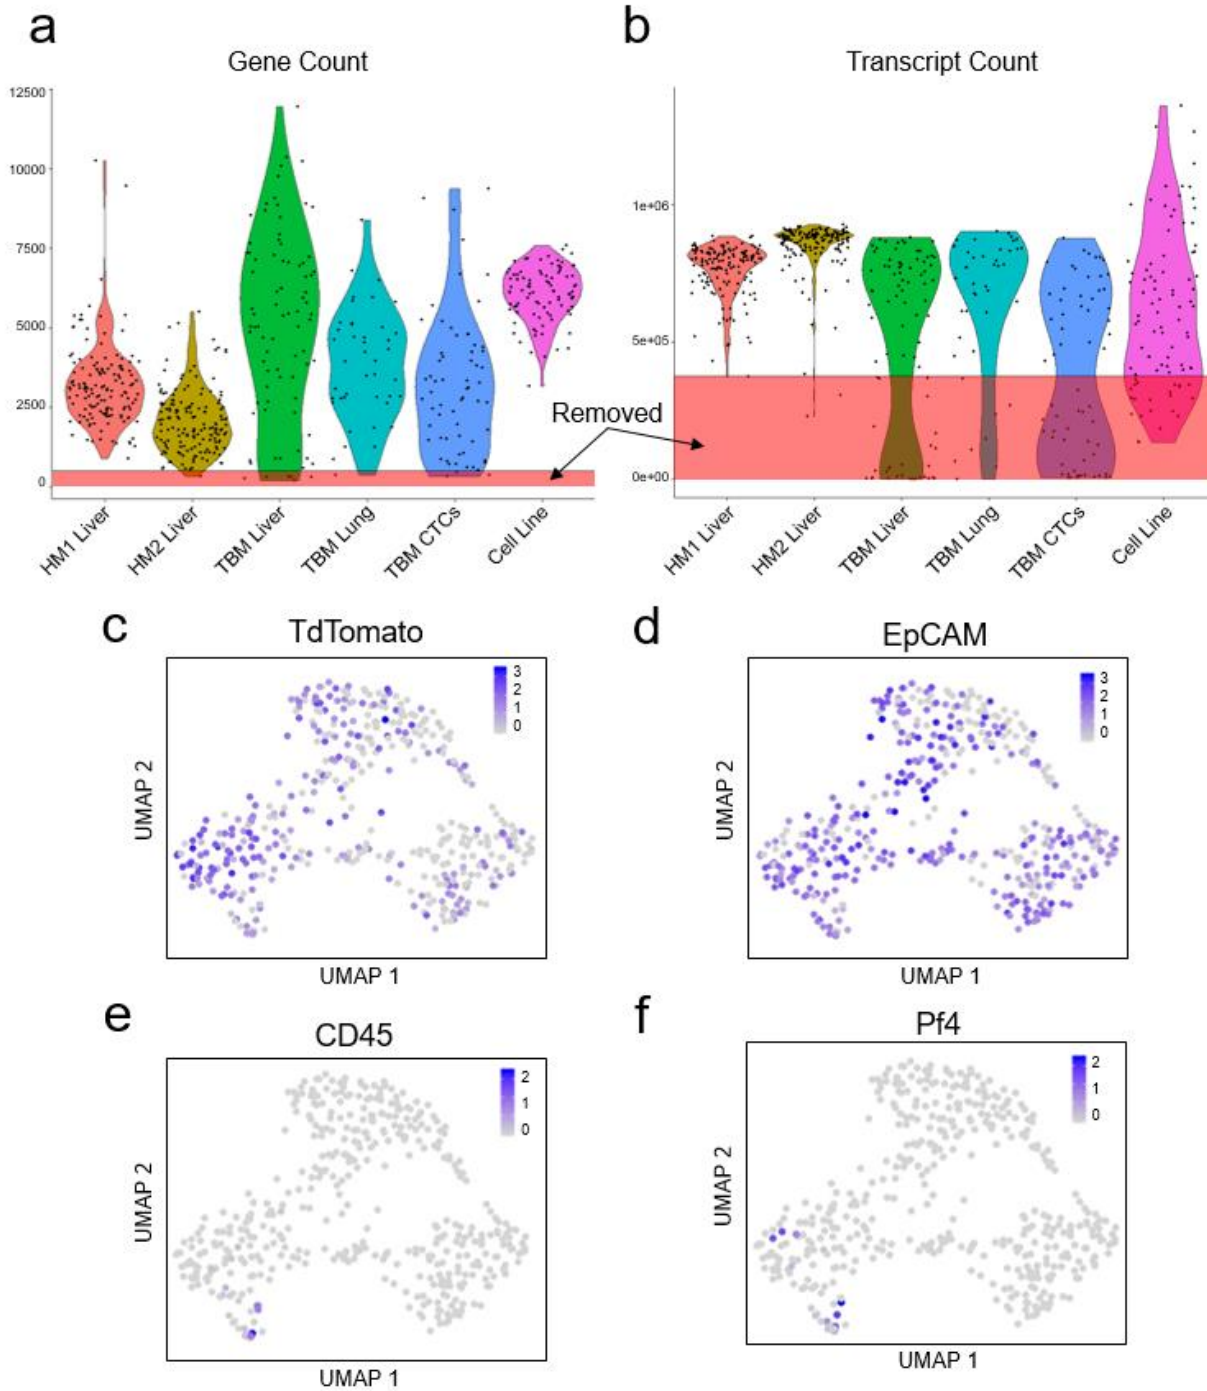 a
Gene Count
12500
10000
7500
5000
2500
0
HM1 Liver
HM2 Liver
TBM Liver
TBM Lung
TBM CTCs
Cell Line
Removed
b
Transcript Count
1e+06
5e+05
0e+00
HM1 Liver
HM2 Liver
TBM Liver
TBM Lung
TBM CTCs
Cell Line
c
TdTomato
3
2
1
0
UMAP 2
UMAP 1
d
EpCAM
3
2
1
0
UMAP 2
UMAP 1
e
CD45
2
1
0
UMAP 2
UMAP 1
f
Pf4
2
1
0
UMAP 2
UMAP 1